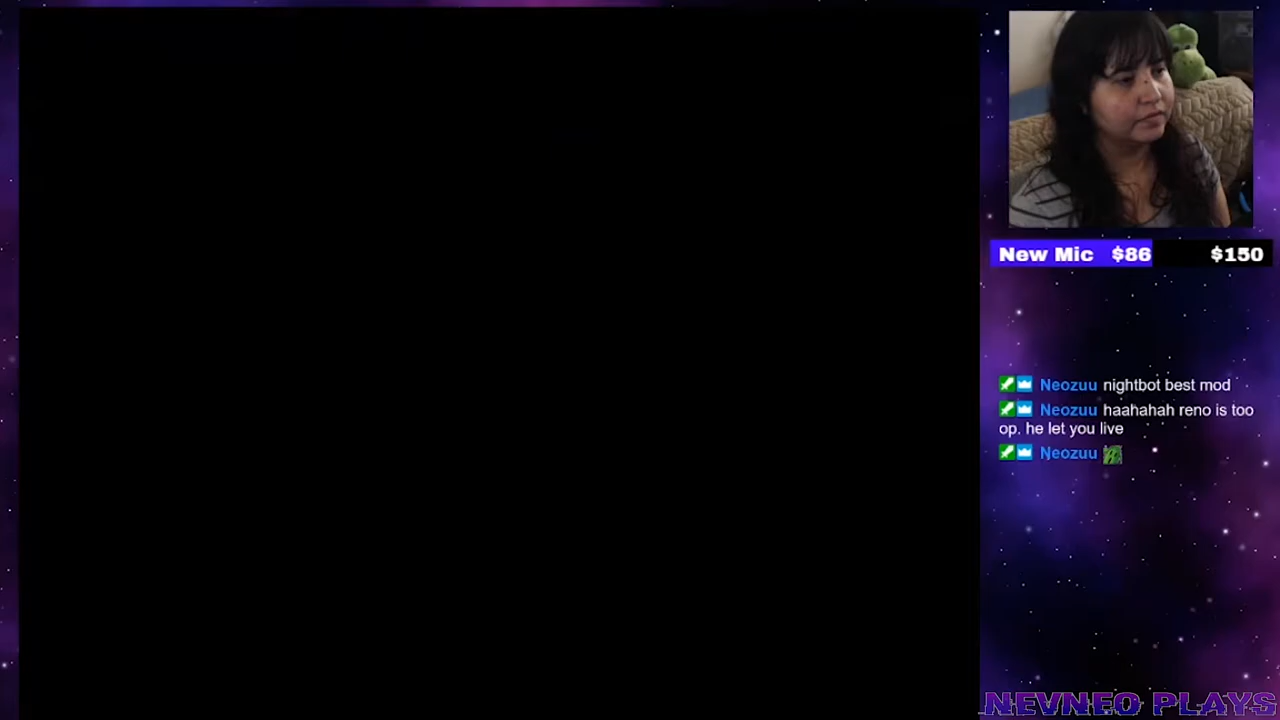 New Mic $86 $150
Neozuu nightbot best mod
Neozuu haahahah reno is too
op. he let you live
Neozuu
NEVNEO PLAYS